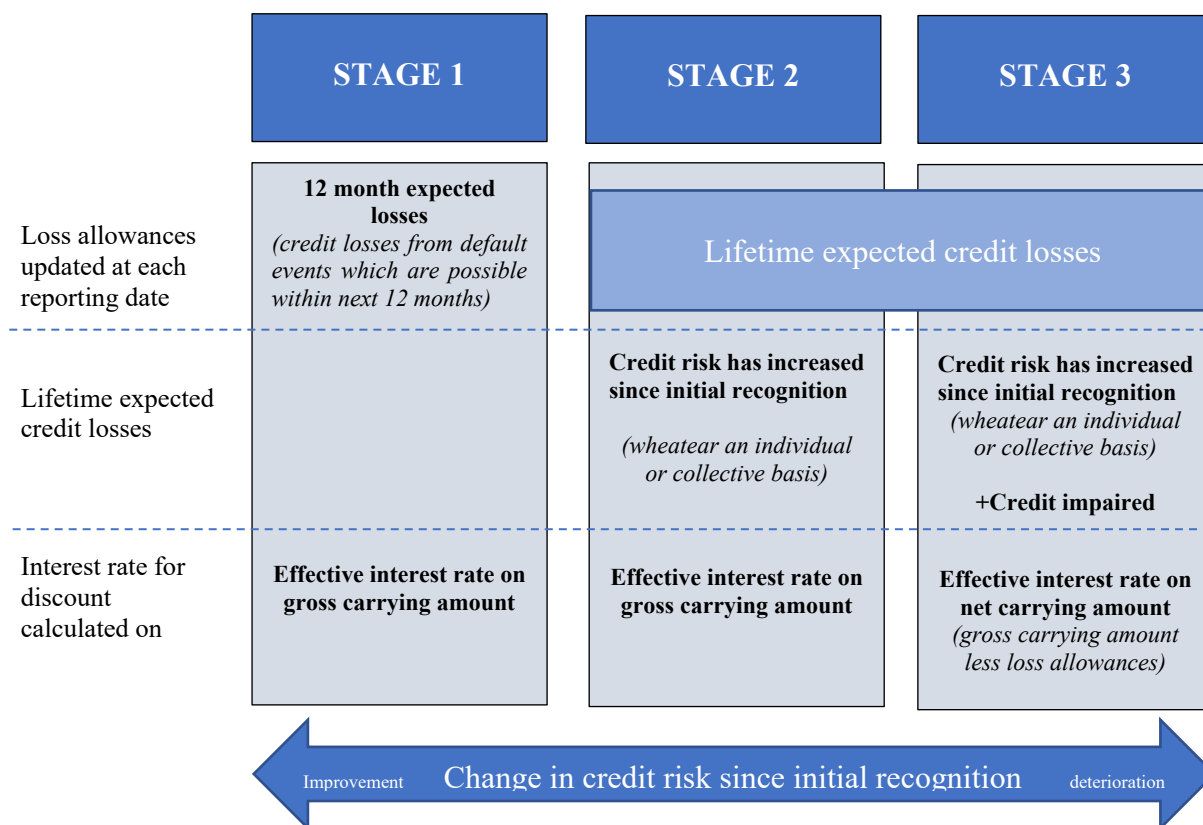 STAGE 1
STAGE 2
STAGE 3
Loss allowances
updated at each
reporting date
12 month expected
losses
(credit losses from default
events which are possible
within next 12 months)
Lifetime expected credit losses
Lifetime expected
credit losses
Credit risk has increased
since initial recognition
(wheatear an individual
or collective basis)
Credit risk has increased
since initial recognition
(wheatear an individual
or collective basis)
+Credit impaired
Interest rate for
discount
calculated on
Effective interest rate on
gross carrying amount
Effective interest rate on
gross carrying amount
Effective interest rate on
net carrying amount
(gross carrying amount
less loss allowances)
Improvement Change in credit risk since initial recognition deterioration